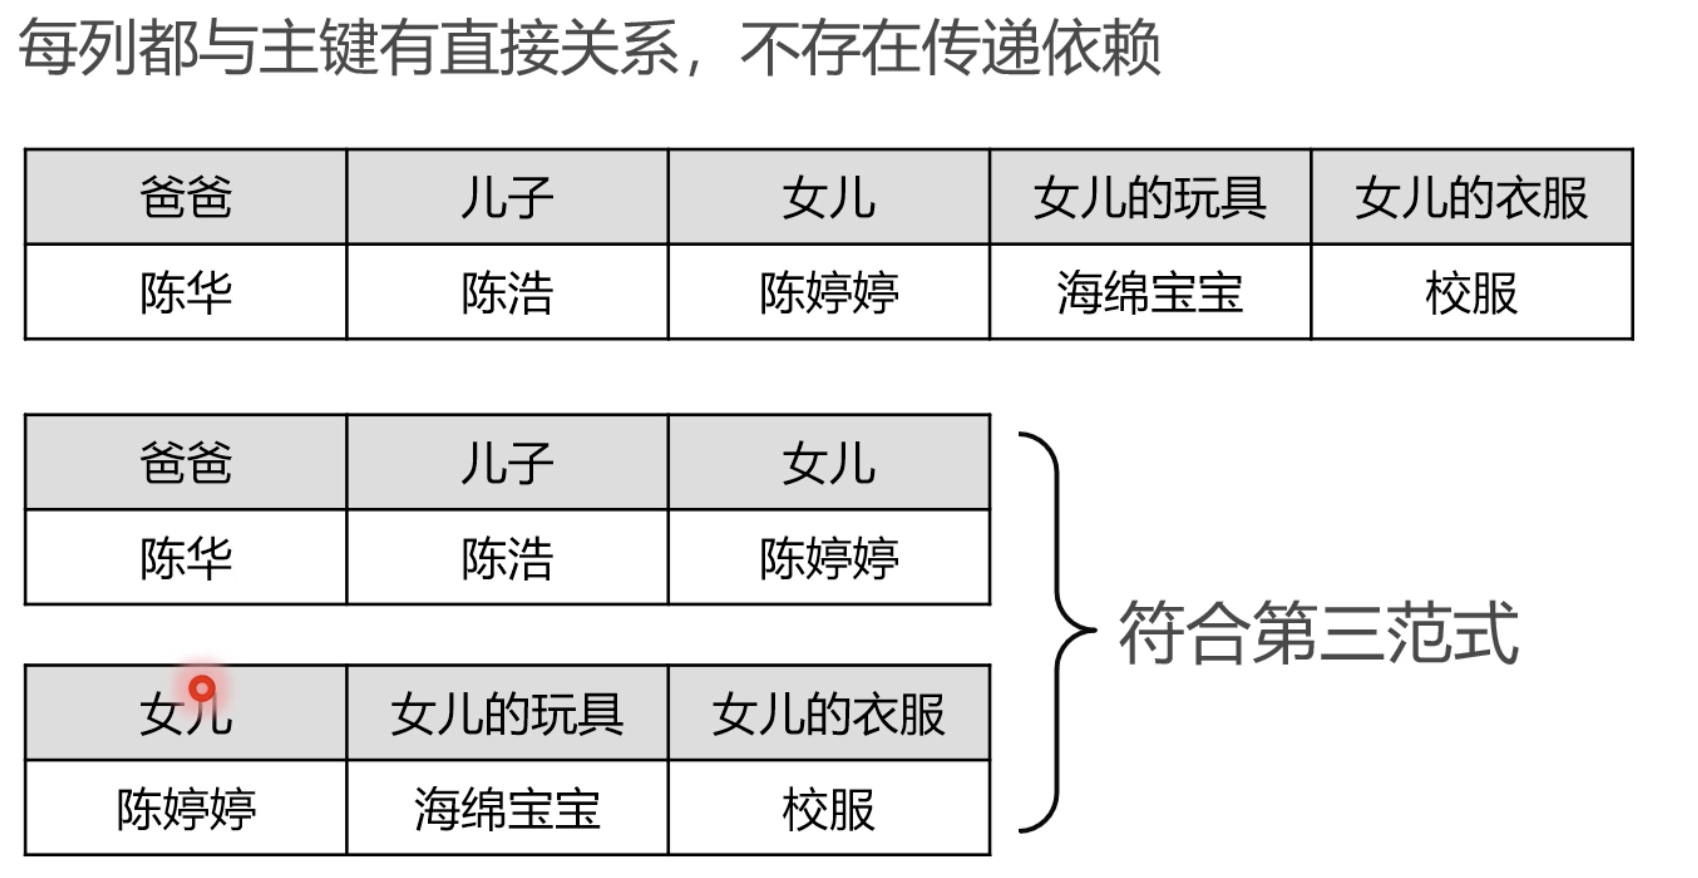 每列都与主键有直接关系，不存在传递依赖
爸爸 儿子 女儿 女儿的玩具 女儿的衣服
陈华 陈浩 陈婷婷 海绵宝宝 校服
爸爸 儿子 女儿
陈华 陈浩 陈婷婷
符合第三范式
女儿 女儿的玩具 女儿的衣服
陈婷婷 海绵宝宝 校服